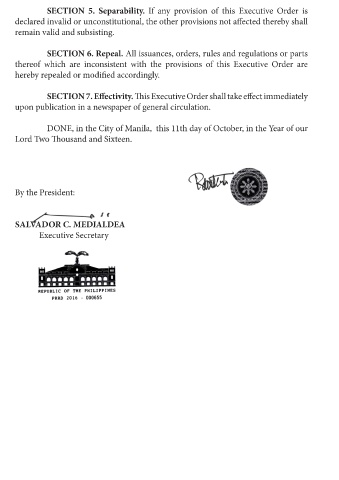 SECTION 5. Separability. If any provision of this Executive Order is
declared invalid or unconstitutional, the other provisions not affected thereby shall
remain valid and subsisting.
SECTION 6. Repeal. All issuances, orders, rules and regulations or parts
thereof which are inconsistent with the provisions of this Executive Order are
hereby repealed or modified accordingly.
SECTION 7. Effectivity. This Executive Order shall take effect immediately
upon publication in a newspaper of general circulation.
DONE, in the City of Manila, this 11th day of October, in the Year of our
Lord Two Thousand and Sixteen.
By the President:
SALVADOR C. MEDIALDEA
Executive Secretary
REPUBLIC OF THE PHILIPPINES
PRRD 2016 - 000655